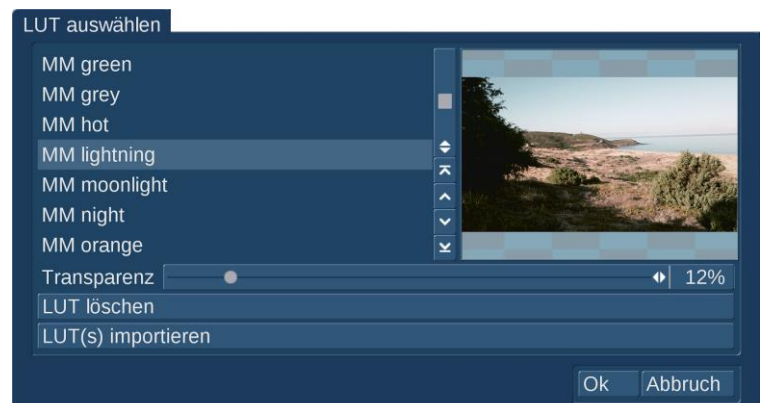 LUT auswählen
MM green
MM grey
MM hot
MM lightning
MM moonlight
MM night
MM orange
Transparenz 12%
LUT löschen
LUT(s) importieren
Ok Abbruch